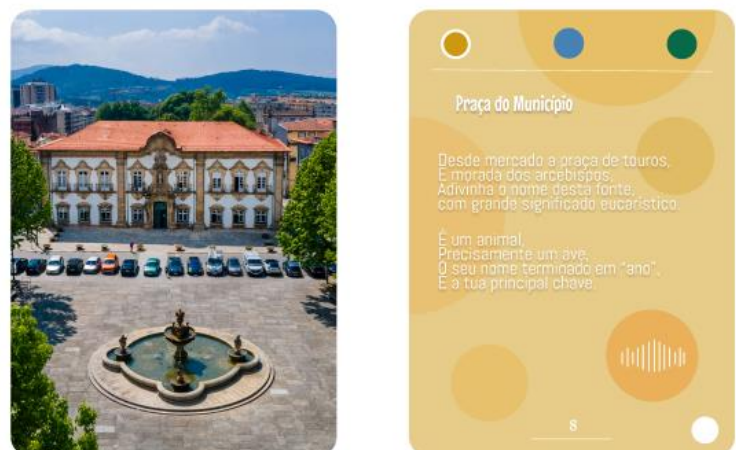 Praça do Município
Desde mercado a praça de touros,
E morada dos arcebispos,
Adivinha o nome desta fonte,
com grande significado eucarístico.
É um animal,
Precisamente um ave,
O seu nome terminado em "ano",
É a tua principal chave.
8